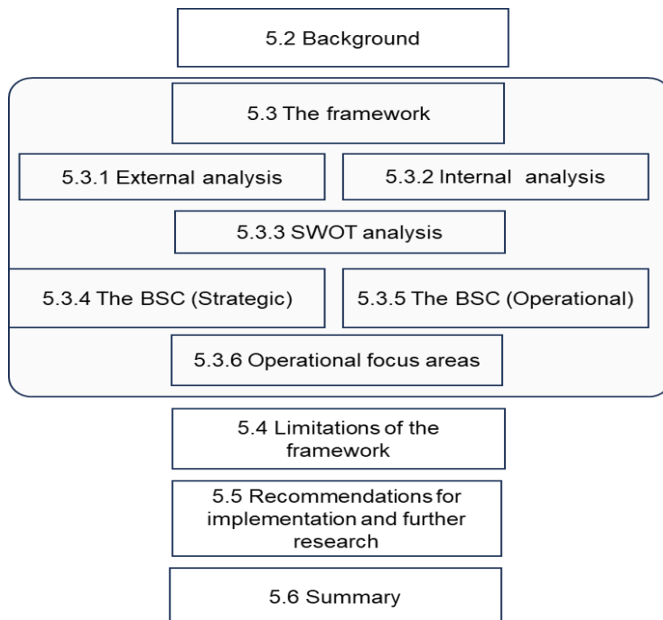 5.2 Background
5.3 The framework
5.3.1 External analysis
5.3.2 Internal analysis
5.3.3 SWOT analysis
5.3.4 The BSC (Strategic)
5.3.5 The BSC (Operational)
5.3.6 Operational focus areas
5.4 Limitations of the
framework
5.5 Recommendations for
implementation and further
research
5.6 Summary